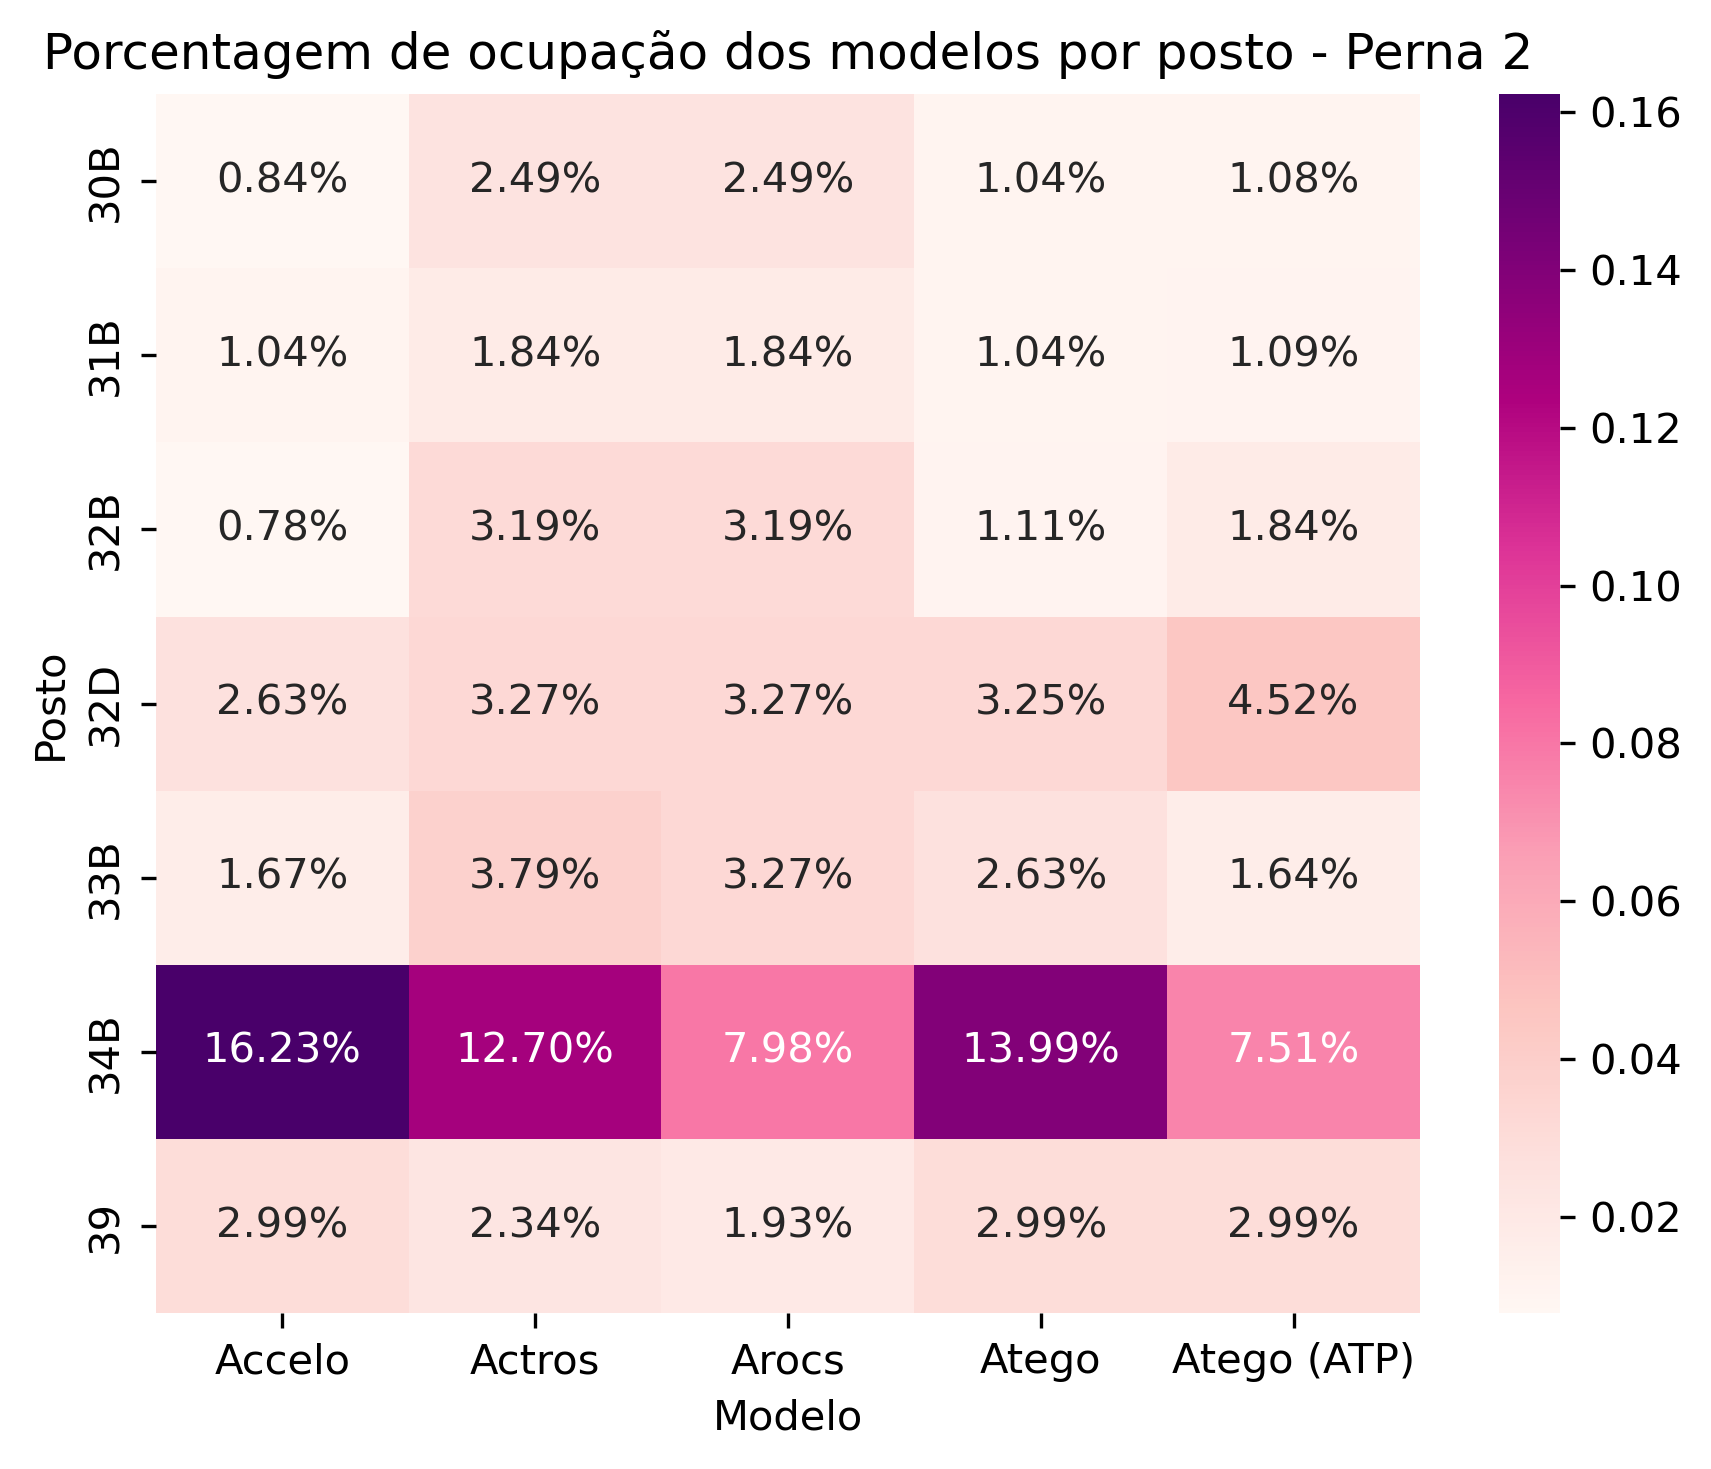 Porcentagem de ocupação dos modelos por posto - Perna 2
30B 0.84% 2.49% 2.49% 1.04% 1.08%
31B 1.04% 1.84% 1.84% 1.04% 1.09%
32B 0.78% 3.19% 3.19% 1.11% 1.84%
32D 2.63% 3.27% 3.27% 3.25% 4.52%
33B 1.67% 3.79% 3.27% 2.63% 1.64%
34B 16.23% 12.70% 7.98% 13.99% 7.51%
39 2.99% 2.34% 1.93% 2.99% 2.99%
Posto
Accelo Actros Arocs Atego Atego (ATP)
Modelo
0.16
0.14
0.12
0.10
0.08
0.06
0.04
0.02